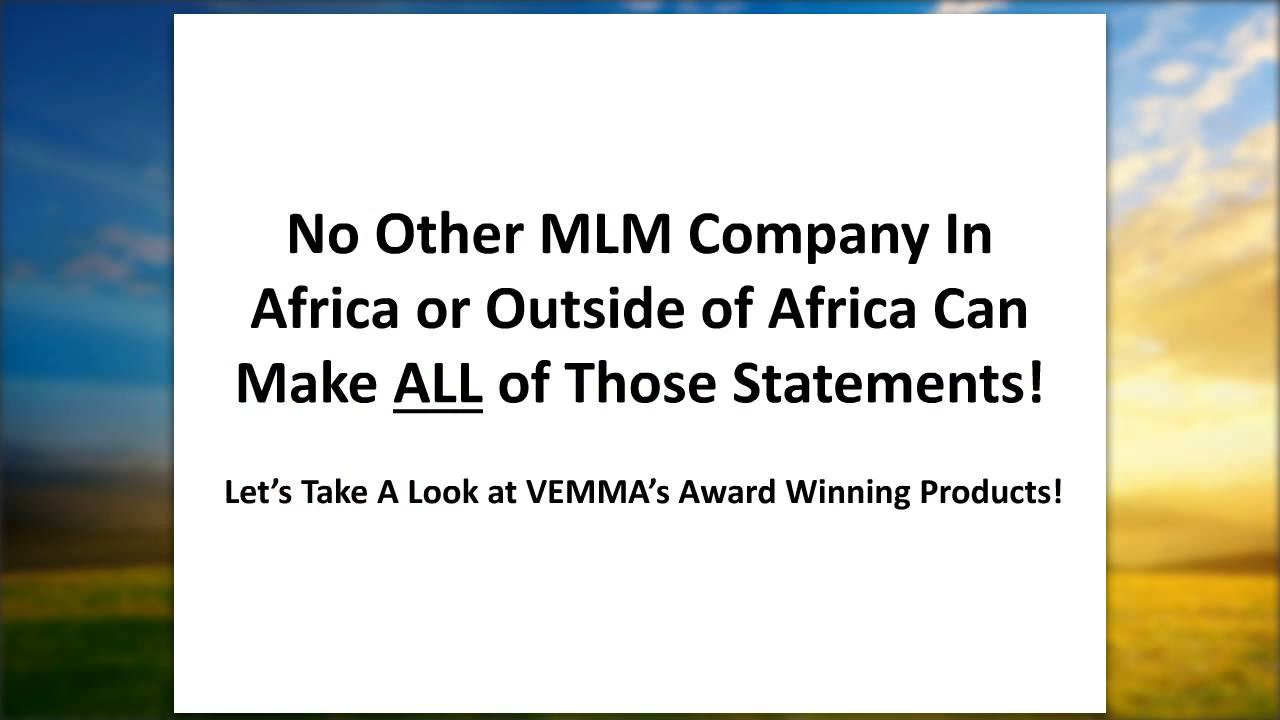 No Other MLM Company In
Africa or Outside of Africa Can
Make ALL of Those Statements!
Let’s Take A Look at VEMMA’s Award Winning Products!